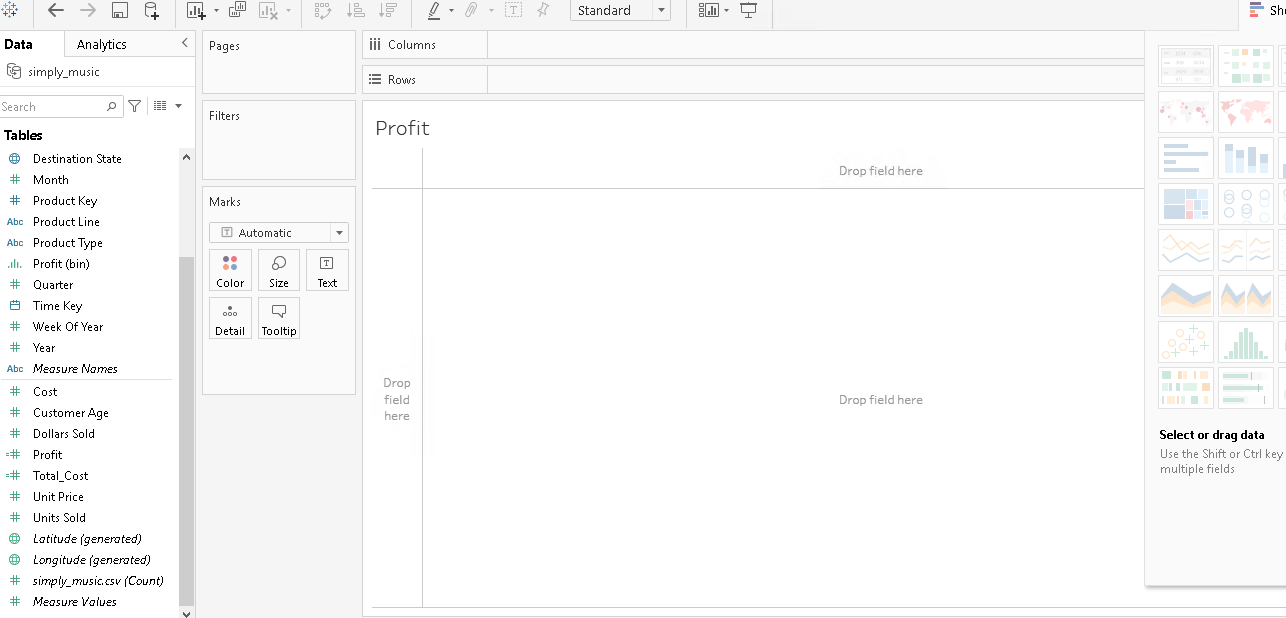 Standard
Data
Analytics
simply_music
Search
Tables
Destination State
Month
Product Key
Abc Product Line
Abc Product Type
Profit (bin)
Quarter
Time Key
Week Of Year
Year
Abc Measure Names
Cost
Customer Age
Dollars Sold
Profit
Total_Cost
Unit Price
Units Sold
Latitude (generated)
Longitude (generated)
simply_music.csv (Count)
Measure Values
Pages
Filters
Marks
Automatic
Color
Size
Text
Detail
Tooltip
Columns
Rows
Profit
Drop field here
Drop
field
here
Drop field here
Select or drag data
Use the Shift or Ctrl key
multiple fields